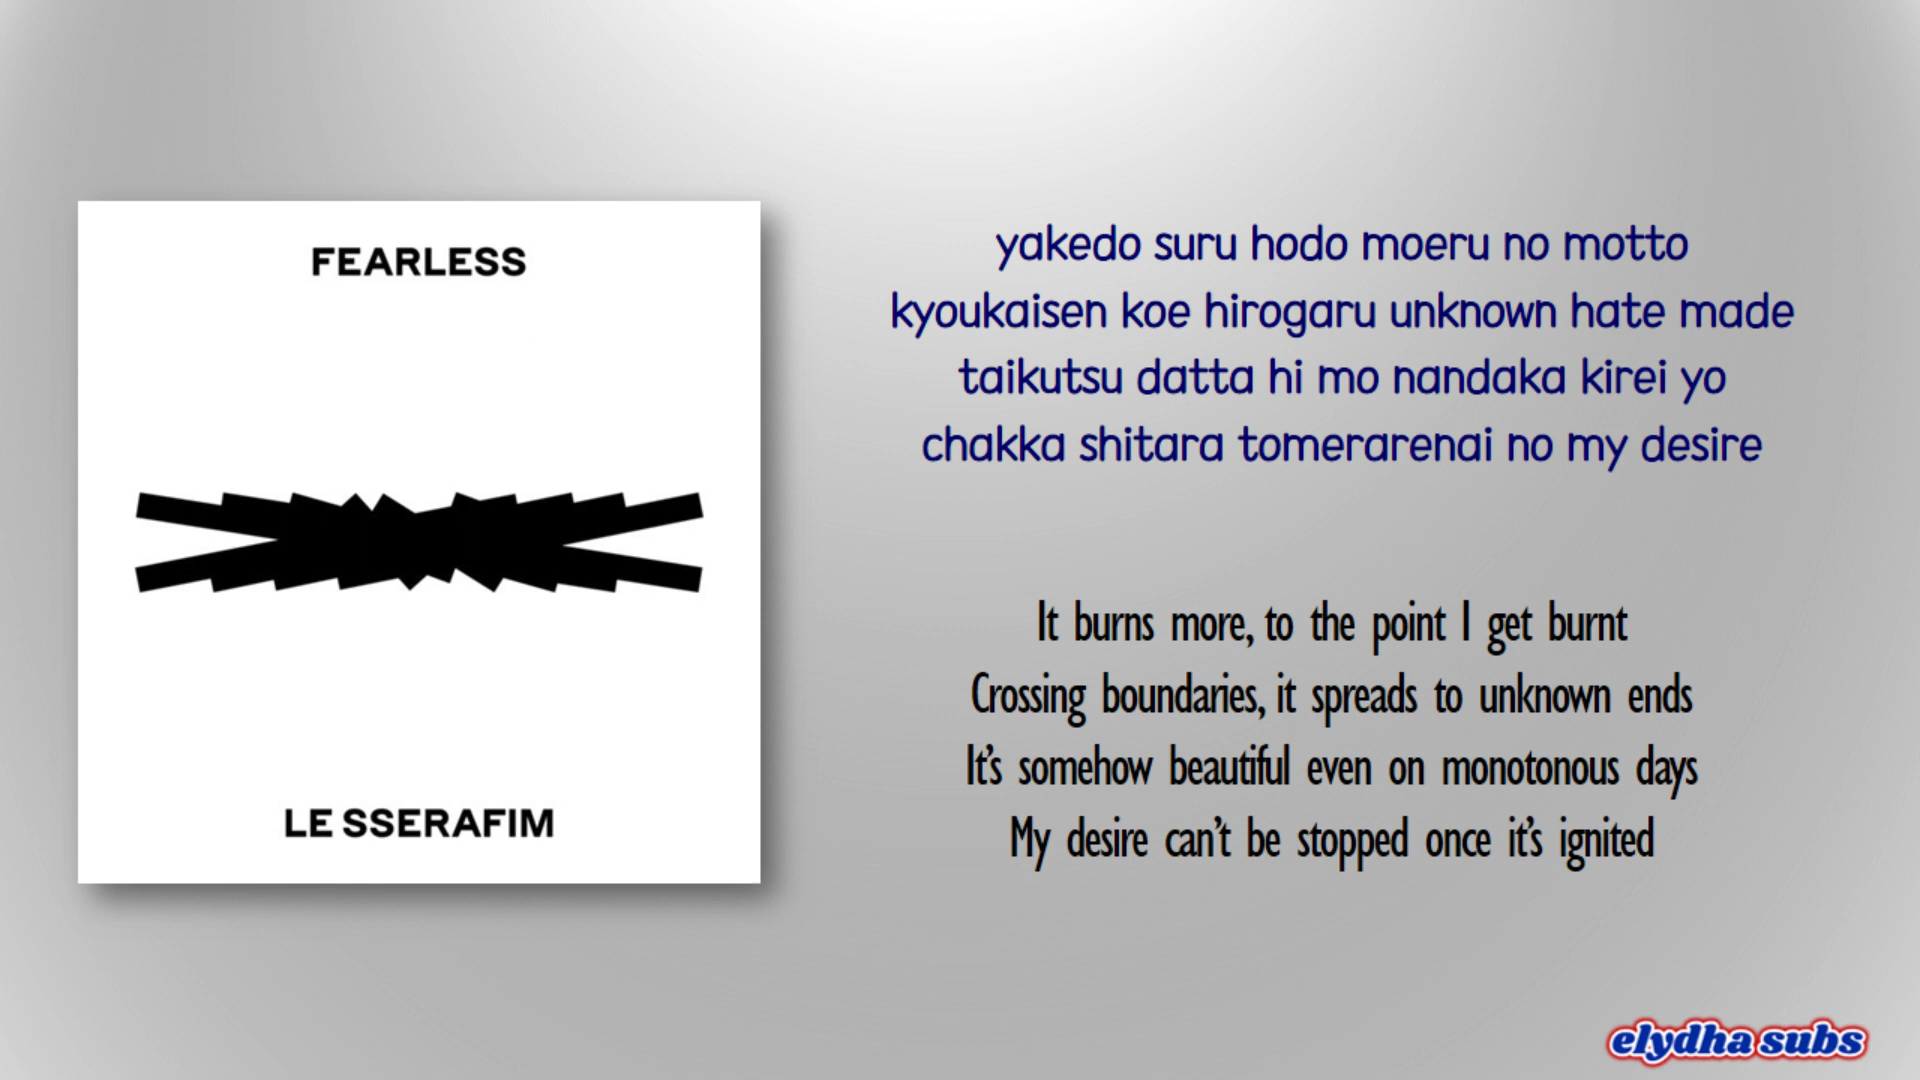 FEARLESS
LE SSERAFIM
yakedo suru hodo moeru no motto
kyoukaisen koe hirogaru unknown hate made
taikutsu datta hi mo nandaka kirei yo
chakka shitara tomerarenai no my desire
It burns more, to the point I get burnt
Crossing boundaries, it spreads to unknown ends
It's somehow beautiful even on monotonous days
My desire can't be stopped once it's ignited
elydha subs